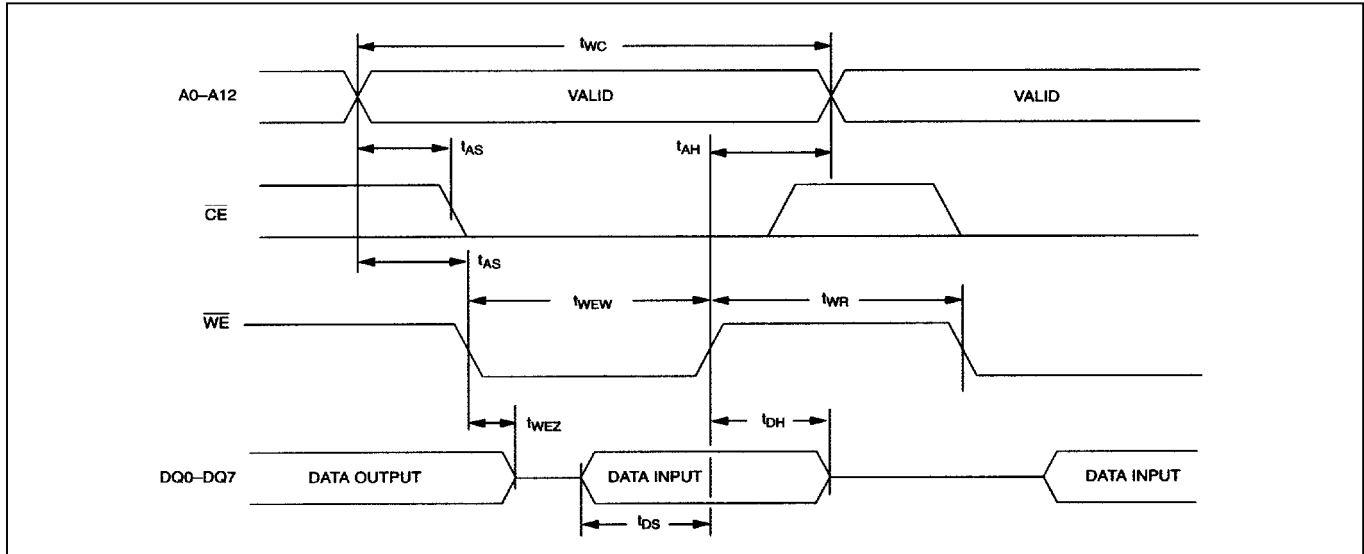 tWC
A0–A12 VALID VALID
tAS tAH
CE
tAS
tWEW tWR
WE
tWEZ tDH
DQ0–DQ7 DATA OUTPUT DATA INPUT DATA INPUT
tDS